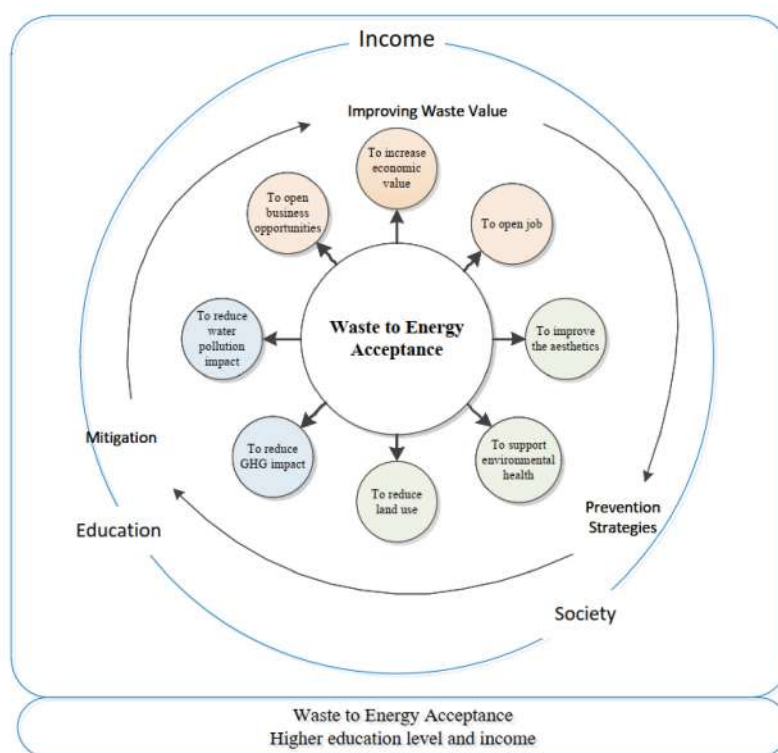 Income
Improving Waste Value
To increase
economic
value
To open
business
opportunities
To open job
To reduce
water
pollution
impact
Waste to Energy
Acceptance
To improve
the aesthetics
Mitigation
To reduce
GHG impact
To support
environmental
health
To reduce
land use
Prevention
Strategies
Education
Society
Waste to Energy Acceptance
Higher education level and income